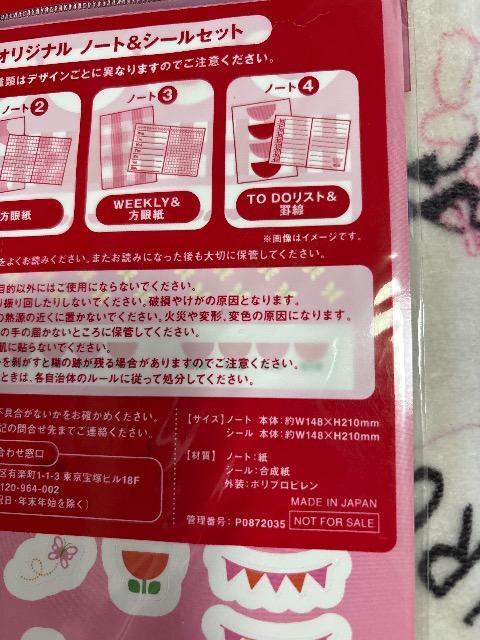 オリジナル ノート&シールセット
種類はデザインごとに異なりますのでご注意ください。
ノート②
方眼紙
ノート③
WEEKLY&
方眼紙
ノート④
TO DOリスト&
罫線
※画像はイメージです。
をよくお読みください。またお読みになった後も大切に保管してください。
目的以外にはご使用にならないでください。
り振り回したりしないでください。破損やけがの原因となります。
の熱源の近くに置かないでください。火災や変形、変色の原因になります。
の手の届かないところに保管してください。
肌に貼らないでください。
を剥がすと糊の跡が残る場合がありますのでご注意ください。
ときは、各自治体のルールに従って処分してください。
不具合がないかをお確かめください。
記の問合せ先までご連絡ください。
合わせ窓口
区有楽町1-1-3 東京宝塚ビル18F
120-964-002
祝日・年末年始を除く)
【サイズ】ノート 本体:約W148×H210mm
シール 本体:約W148×H210mm
【材質】 ノート:紙
シール:合成紙
外装:ポリプロピレン
MADE IN JAPAN
管理番号: P0872035 NOT FOR SALE